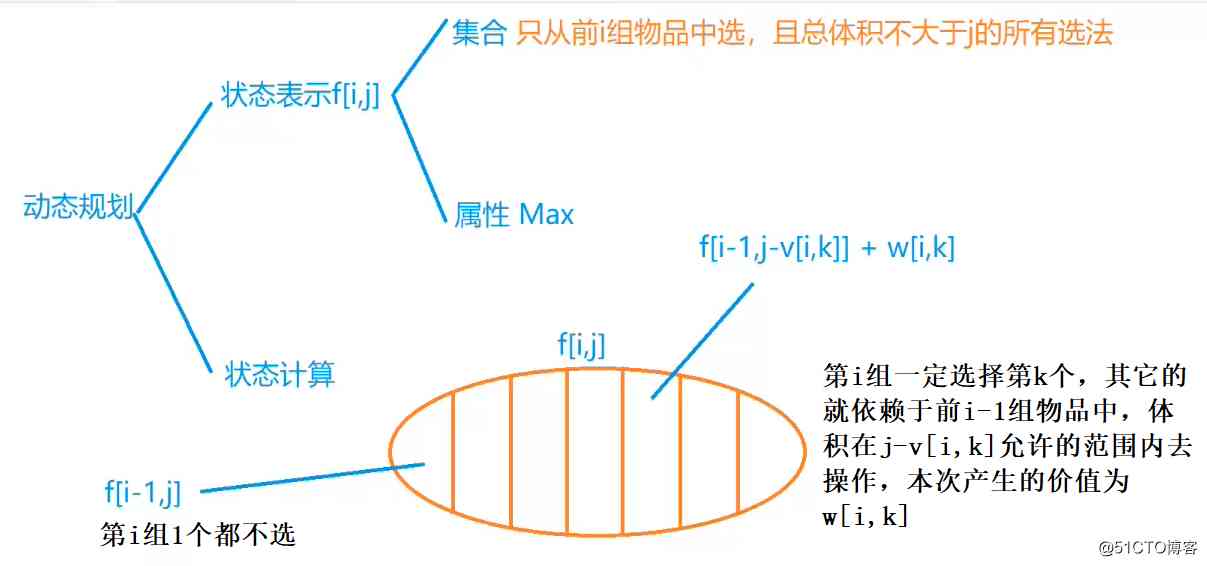 集合 只从前i组物品中选，且总体积不大于j的所有选法
状态表示f[i,j]
动态规划
属性 Max
f[i-1,j-v[i,k]] + w[i,k]
f[i,j]
状态计算
第i组一定选择第k个，其它的
就依赖于前i-1组物品中，体
积在j-v[i,k]允许的范围内去
操作，本次产生的价值为
w[i,k]
f[i-1,j]
第i组1个都不选
@51CTO博客